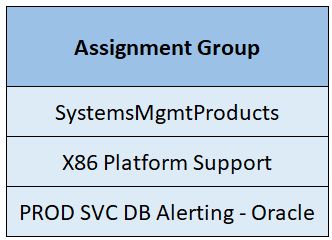 Assignment Group
SystemsMgmtProducts
X86 Platform Support
PROD SVC DB Alerting - Oracle